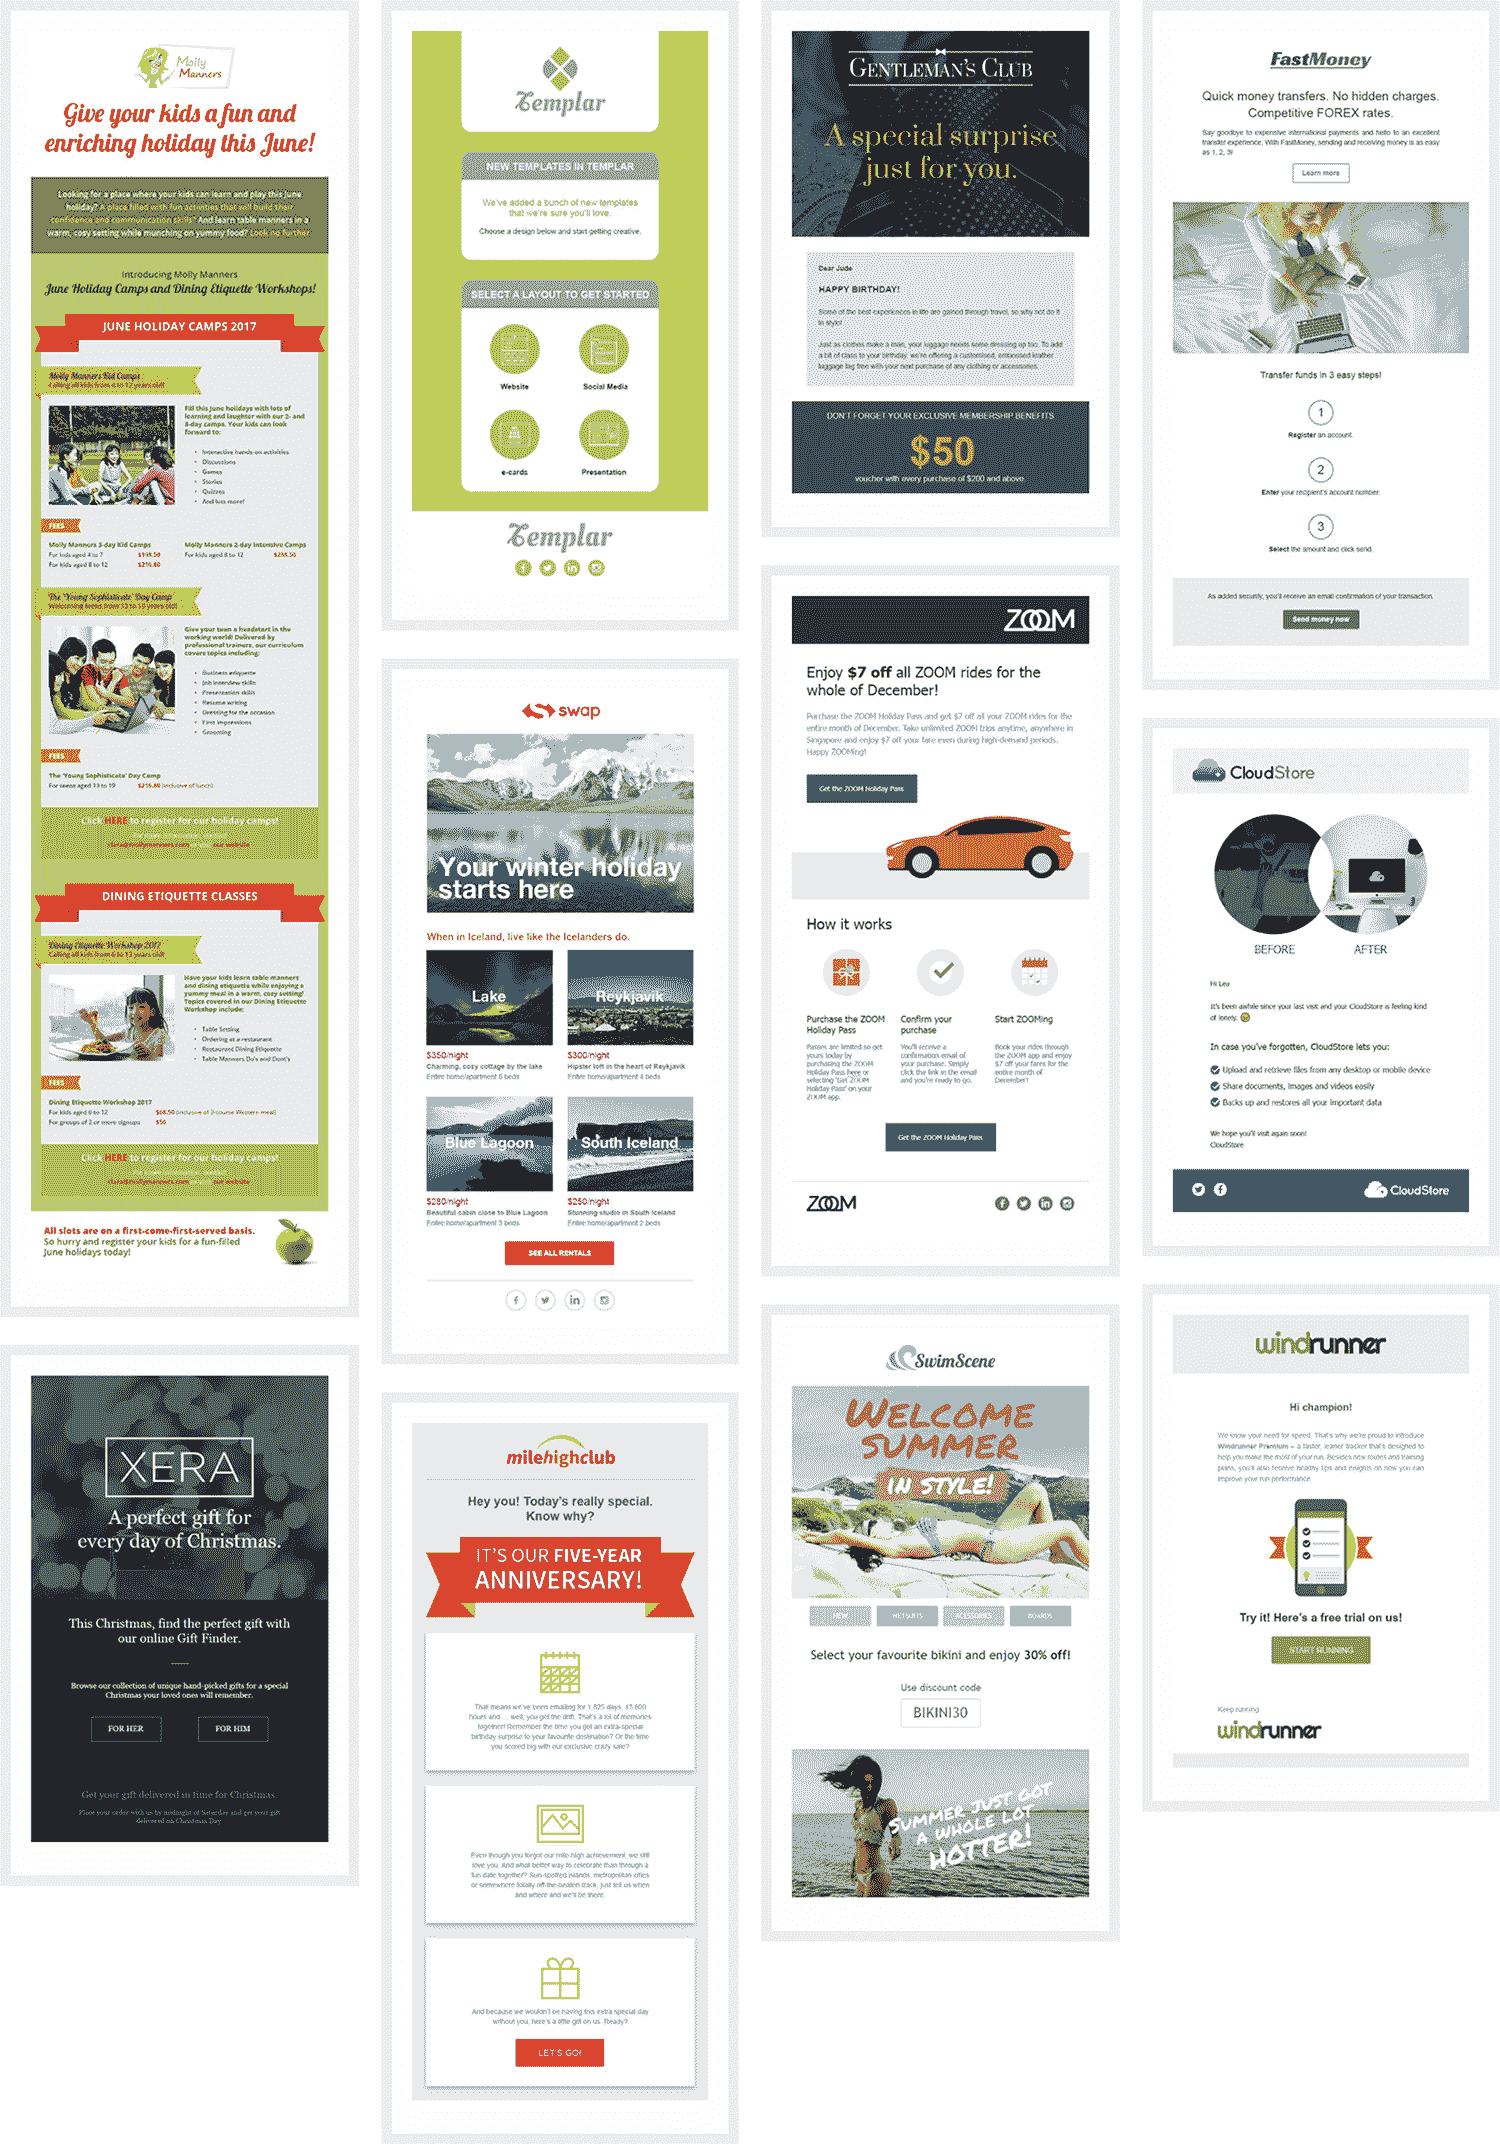 Molly
Manners
Give your kids a fun and
enriching holiday this June!
Looking for a place where your kids can learn and play this June
holiday? A place filled with fun activities that will build their
confidence and communication skills? And learn table manners in a
warm, cosy setting while munching on yummy food? Look no further
Introducing Molly Manners
June Holiday Camps and Dining Etiquette Workshops!
JUNE HOLIDAY CAMPS 2017
Molly Manners Kid Camps
Calling all kids from 4 to 12 years old!
Fill this June holidays with lots of
learning and laughter with our 2- and
3-day camps. Your kids can look
forward to:
• Interactive hands-on activities
• Discussions
• Games
• Stories
• Quizzes
• And lots more!
FEES
Molly Manners 3-day Kid Camps
For kids aged 4 to 7 $198.50
For kids aged 8 to 12 $216.80
Molly Manners 2-day Intensive Camps
For kids aged 8 to 12 $288.50
The 'Young Sophisticate' Day Camp
Welcoming teens from 13 to 19 years old!
Give your teen a headstart in the
working world! Delivered by
professional trainers, our curriculum
covers topics including:
• Business etiquette
• Job interview skills
• Presentation skills
• Resume writing
• Dressing for the occasion
• First impressions
• Grooming
FEES
The 'Young Sophisticate' Day Camp
For teens aged 13 to 19 $216.80 (inclusive of lunch)
Click HERE to register for our holiday camps!
clara@mollymanners.com our website
DINING ETIQUETTE CLASSES
Dining Etiquette Workshop 2017
Calling all kids from 6 to 12 years old!
Have your kids learn table manners
and dining etiquette while enjoying a
yummy meal in a warm, cosy setting!
Topics covered in our Dining Etiquette
Workshop include:
• Table Setting
• Ordering at a restaurant
• Restaurant Dining Etiquette
• Table Manners Do's and Dont's
FEES
Dining Etiquette Workshop 2017
For kids aged 6 to 12 $68.50 (inclusive of 3-course Western meal)
For groups of 2 or more signups $56
Click HERE to register for our holiday camps!
clara@mollymanners.com our website
All slots are on a first-come-first-served basis.
So hurry and register your kids for a fun-filled
June holidays today!
XERA
A perfect gift for
every day of Christmas.
This Christmas, find the perfect gift with
our online Gift Finder.
Browse our collection of unique hand-picked gifts for a special
Christmas your loved ones will remember.
FOR HER
FOR HIM
Get your gift delivered in time for Christmas.
Place your order with us by midnight of Saturday and get your gift
delivered on Christmas Day
Templar
NEW TEMPLATES IN TEMPLAR
We've added a bunch of new templates
that we're sure you'll love.
Choose a design below and start getting creative.
SELECT A LAYOUT TO GET STARTED
Website
Social Media
e-cards
Presentation
Templar
swap
Your winter holiday
starts here
When in Iceland, live like the Icelanders do.
Lake
Reykjavik
$350/night
Charming, cosy cottage by the lake
Entire home/apartment 6 beds
$300/night
Hipster loft in the heart of Reykjavik
Entire home/apartment 4 beds
Blue Lagoon
South Iceland
$280/night
Beautiful cabin close to Blue Lagoon
Entire home/apartment 3 beds
$250/night
Stunning studio in South Iceland
Entire home/apartment 2 beds
SEE ALL RENTALS
milehighclub
Hey you! Today's really special.
Know why?
IT'S OUR FIVE-YEAR
ANNIVERSARY!
That means we've been emailing for 1,825 days, 43,800
hours and ... well, you get the drift. That's a lot of memories
together! Remember the time you got an extra-special
birthday surprise to your favourite destination? Or the time
you scored big with our exclusive crazy sale?
Even though you forgot our mile-high achievement, we still
love you. And what better way to celebrate than through a
fun date together? Sun-spotted islands, metropolitan cities
or somewhere totally off-the-beaten track, just tell us when
and where and we'll be there.
And because we wouldn't be having this extra special day
without you, here's a little gift on us. Ready?
LET'S GO!
GENTLEMAN'S CLUB
A special surprise
just for you.
Dear Jude
HAPPY BIRTHDAY!
Some of the best experiences in life are gained through travel, so why not do it
in style!
Just as clothes make a man, your luggage needs some dressing up too. To add
a bit of class to your birthday, we're offering a customised, embossed leather
luggage tag free with your next purchase of any clothing or accessories.
DON'T FORGET YOUR EXCLUSIVE MEMBERSHIP BENEFITS
$50
voucher with every purchase of $200 and above
ZOOM
Enjoy $7 off all ZOOM rides for the
whole of December!
Purchase the ZOOM Holiday Pass and get $7 off all your ZOOM rides for the
entire month of December. Take unlimited ZOOM trips anytime, anywhere in
Singapore and enjoy $7 off your fare even during high-demand periods.
Happy ZOOMing!
Get the ZOOM Holiday Pass
How it works
Purchase the ZOOM
Holiday Pass
Passes are limited so get
yours today by
purchasing the ZOOM
Holiday Pass here or
selecting 'Get ZOOM
Holiday Pass' on your
ZOOM app.
Confirm your
purchase
You'll receive a
confirmation email of
your purchase. Simply
click the link in the email
and you're ready to go.
Start ZOOMing
Book your rides through
the ZOOM app and enjoy
$7 off your fares for the
entire month of
December!
Get the ZOOM Holiday Pass
ZOOM
SwimScene
WELCOME
SUMMER
IN STYLE!
NEW
WETSUITS
ACESSORIES
BOARDS
Select your favourite bikini and enjoy 30% off!
Use discount code
BIKINI30
SUMMER JUST GOT
A WHOLE LOT
HOTTER!
FastMoney
Quick money transfers. No hidden charges.
Competitive FOREX rates.
Say goodbye to expensive international payments and hello to an excellent
transfer experience. With FastMoney, sending and receiving money is as easy
as 1, 2, 3!
Learn more
Transfer funds in 3 easy steps!
1
Register an account.
2
Enter your recipient's account number.
3
Select the amount and click send.
As added security, you'll receive an email confirmation of your transaction.
Send money now
CloudStore
BEFORE
AFTER
Hi Lea
It's been awhile since your last visit and your CloudStore is feeling kind
of lonely.
In case you've forgotten, CloudStore lets you:
Upload and retrieve files from any desktop or mobile device
Share documents, images and videos easily
Backs up and restores all your important data
We hope you'll visit again soon!
CloudStore
CloudStore
windrunner
Hi champion!
We know your need for speed. That's why we're proud to introduce
Windrunner Premium – a faster, leaner tracker that's designed to
help you make the most of your run. Besides new routes and training
plans, you'll also receive healthy tips and insights on how you can
improve your run performance.
Try it! Here's a free trial on us!
START RUNNING
Keep running
windrunner